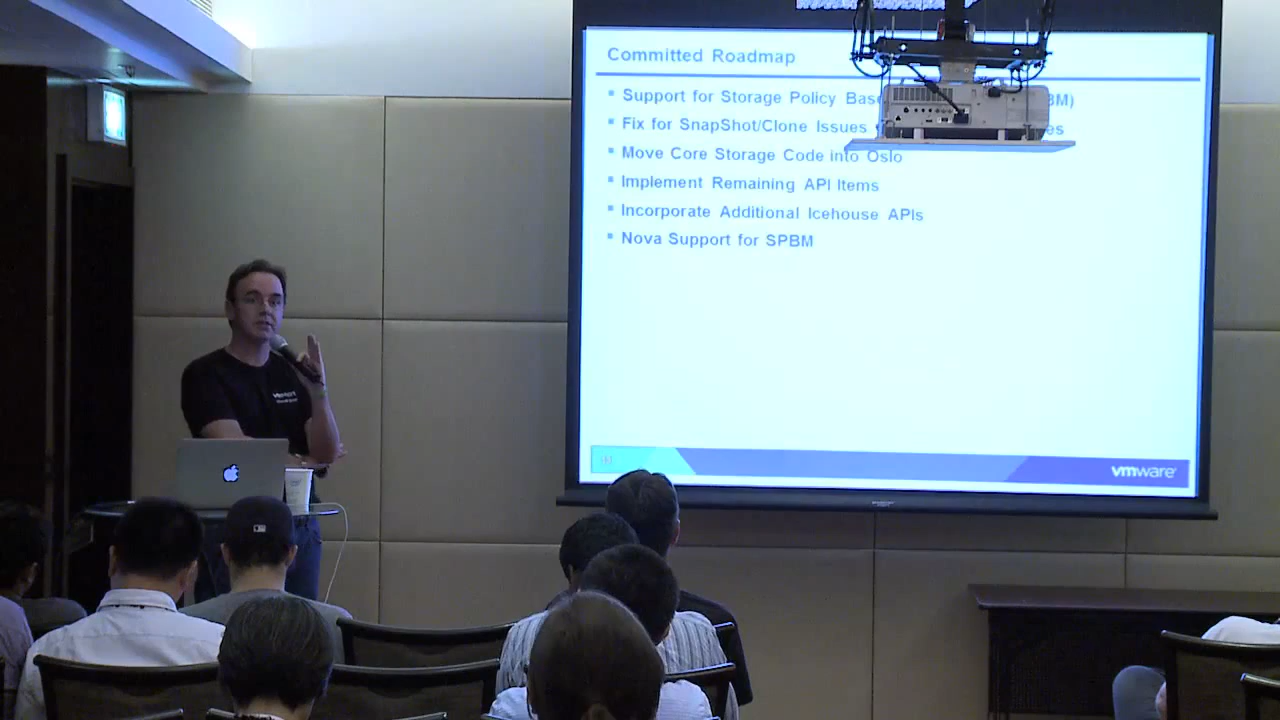 Committed Roadmap
Support for Storage Policy BM)
Fix for SnapShot/Clone Issues
Move Core Storage Code into Oslo
Implement Remaining API Items
Incorporate Additional Icehouse APIs
Nova Support for SPBM
vmware